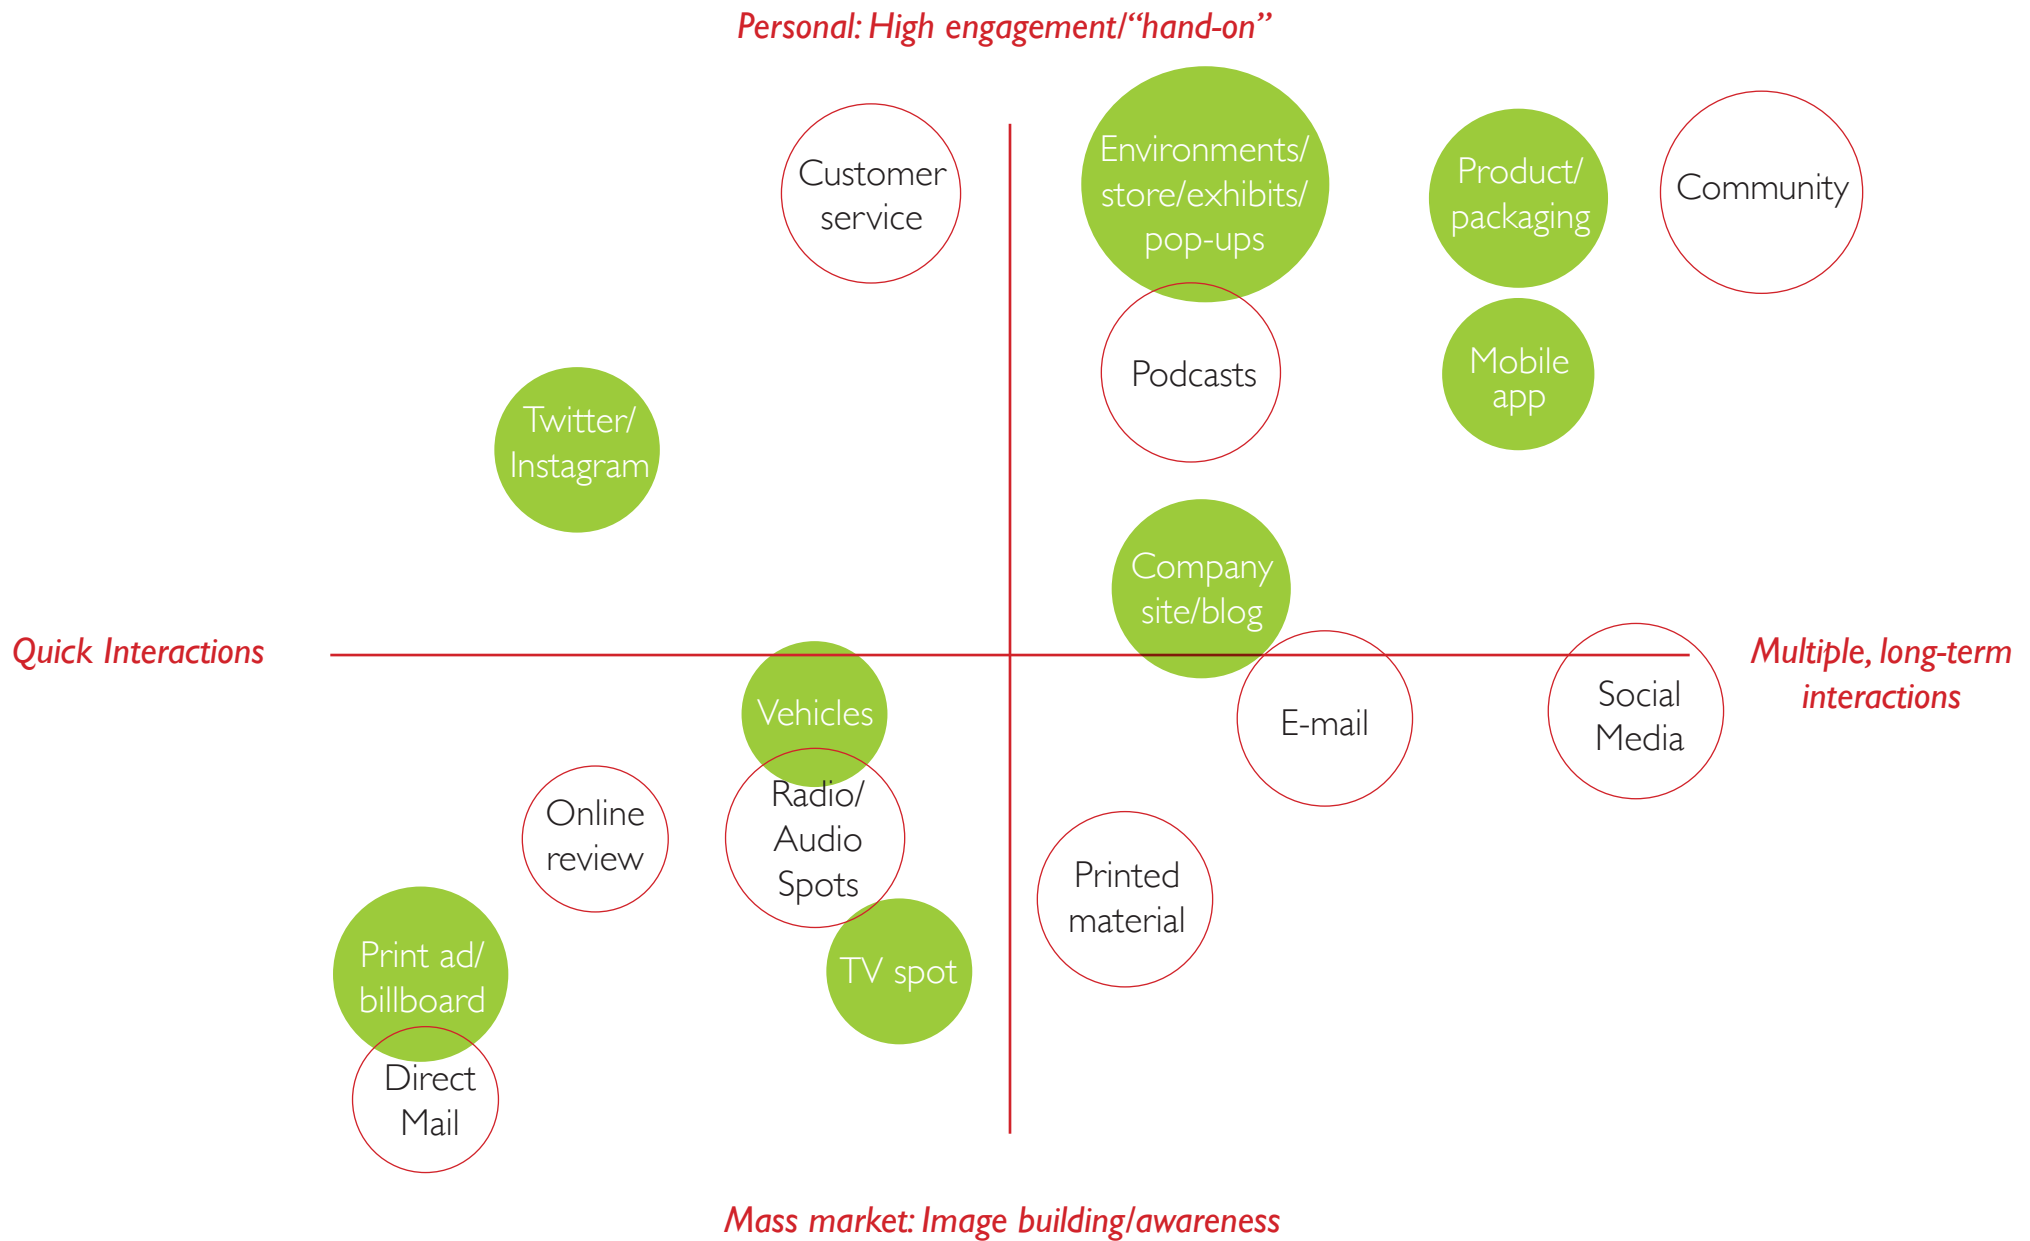 Personal: High engagement/“hand-on”
Customer
service
Environments/
store/exhibits/
pop-ups
Product/
packaging
Community
Podcasts
Mobile
app
Twitter/
Instagram
Company
site/blog
Quick Interactions
Multiple, long-term
interactions
Vehicles
E-mail
Social
Media
Online
review
Radio/
Audio
Spots
Printed
material
Print ad/
billboard
TV spot
Direct
Mail
Mass market: Image building/awareness